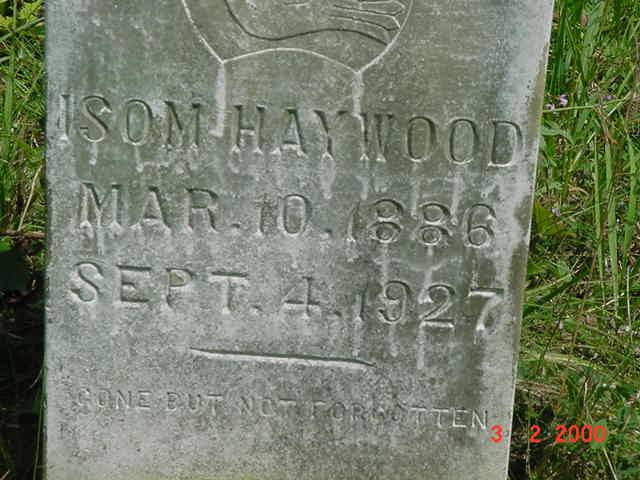 ISOM HAYWOOD
MAR. 10. 1886
SEPT. 4. 1927
GONE BUT NOT FORGOTTEN
3 2 2000